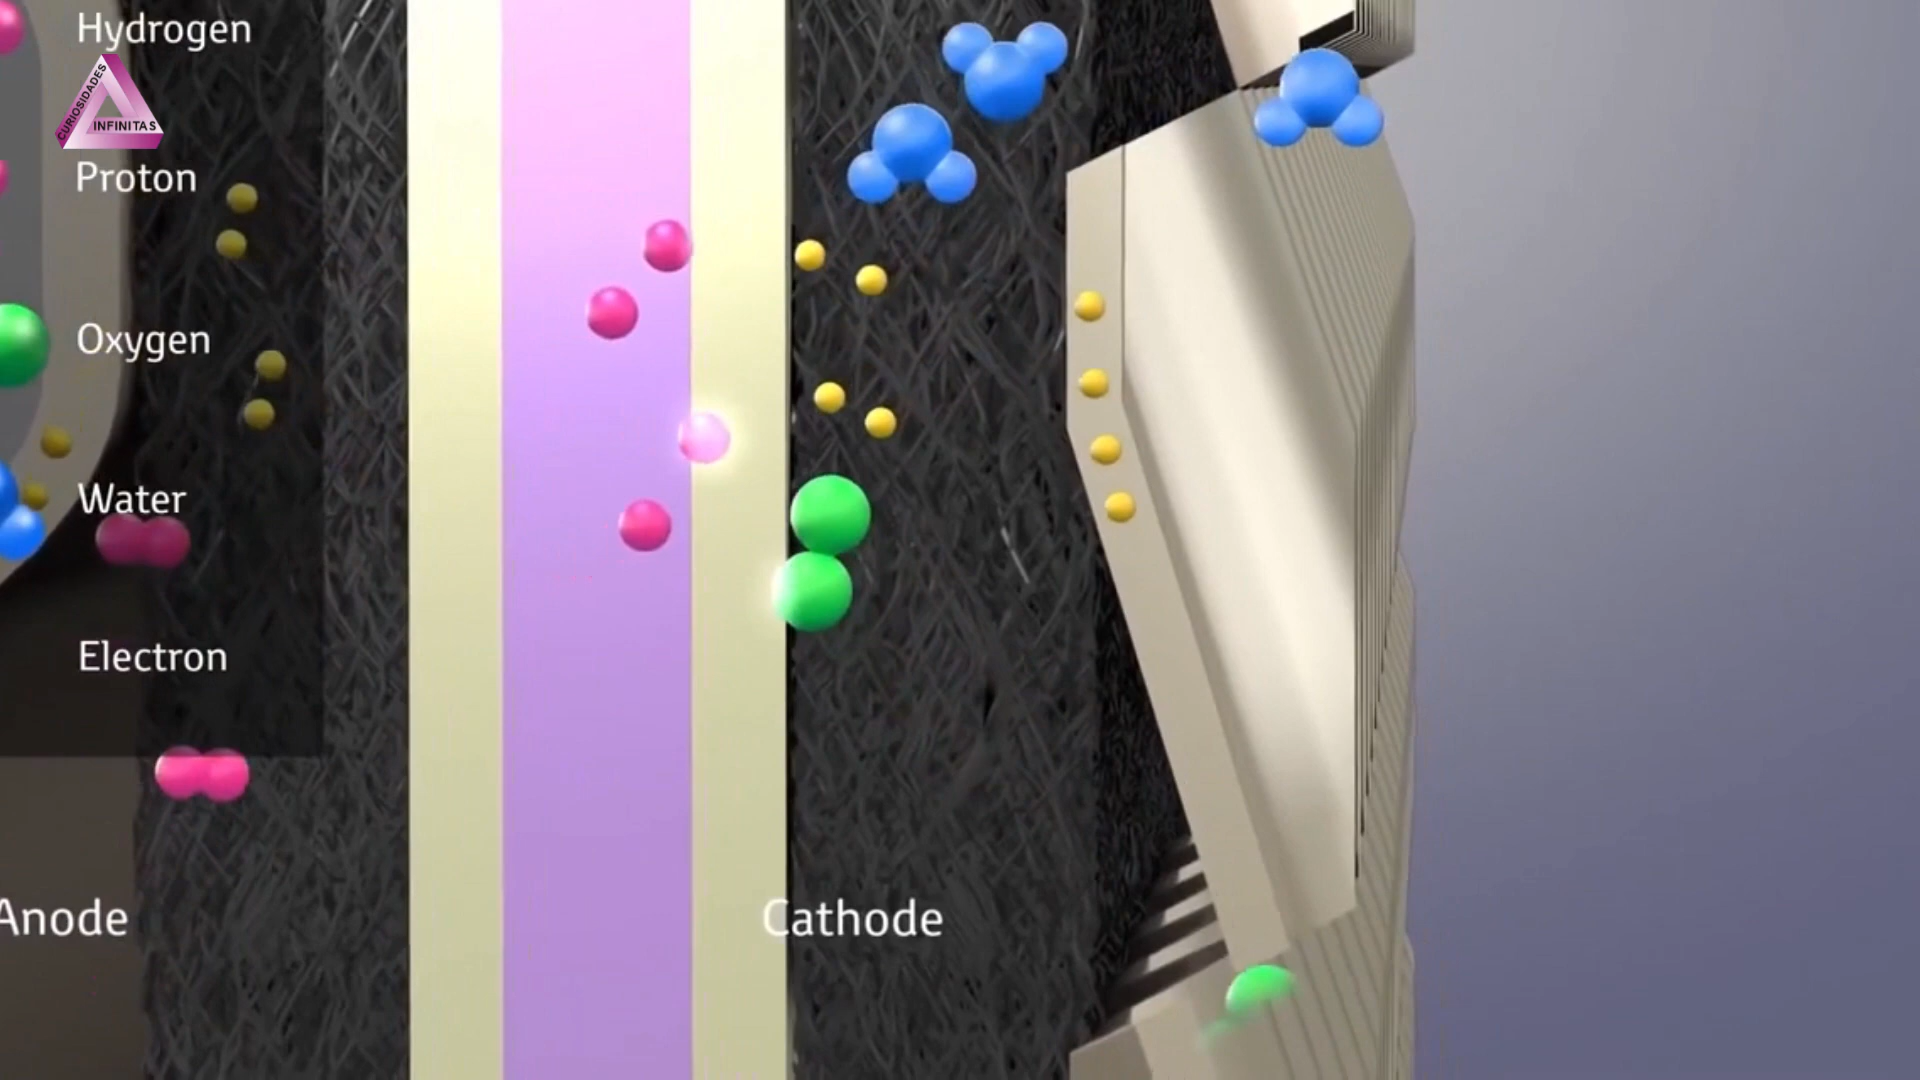 Hydrogen
CURIOSIDADES
INFINITAS
Proton
Oxygen
Water
Electron
Anode
Cathode